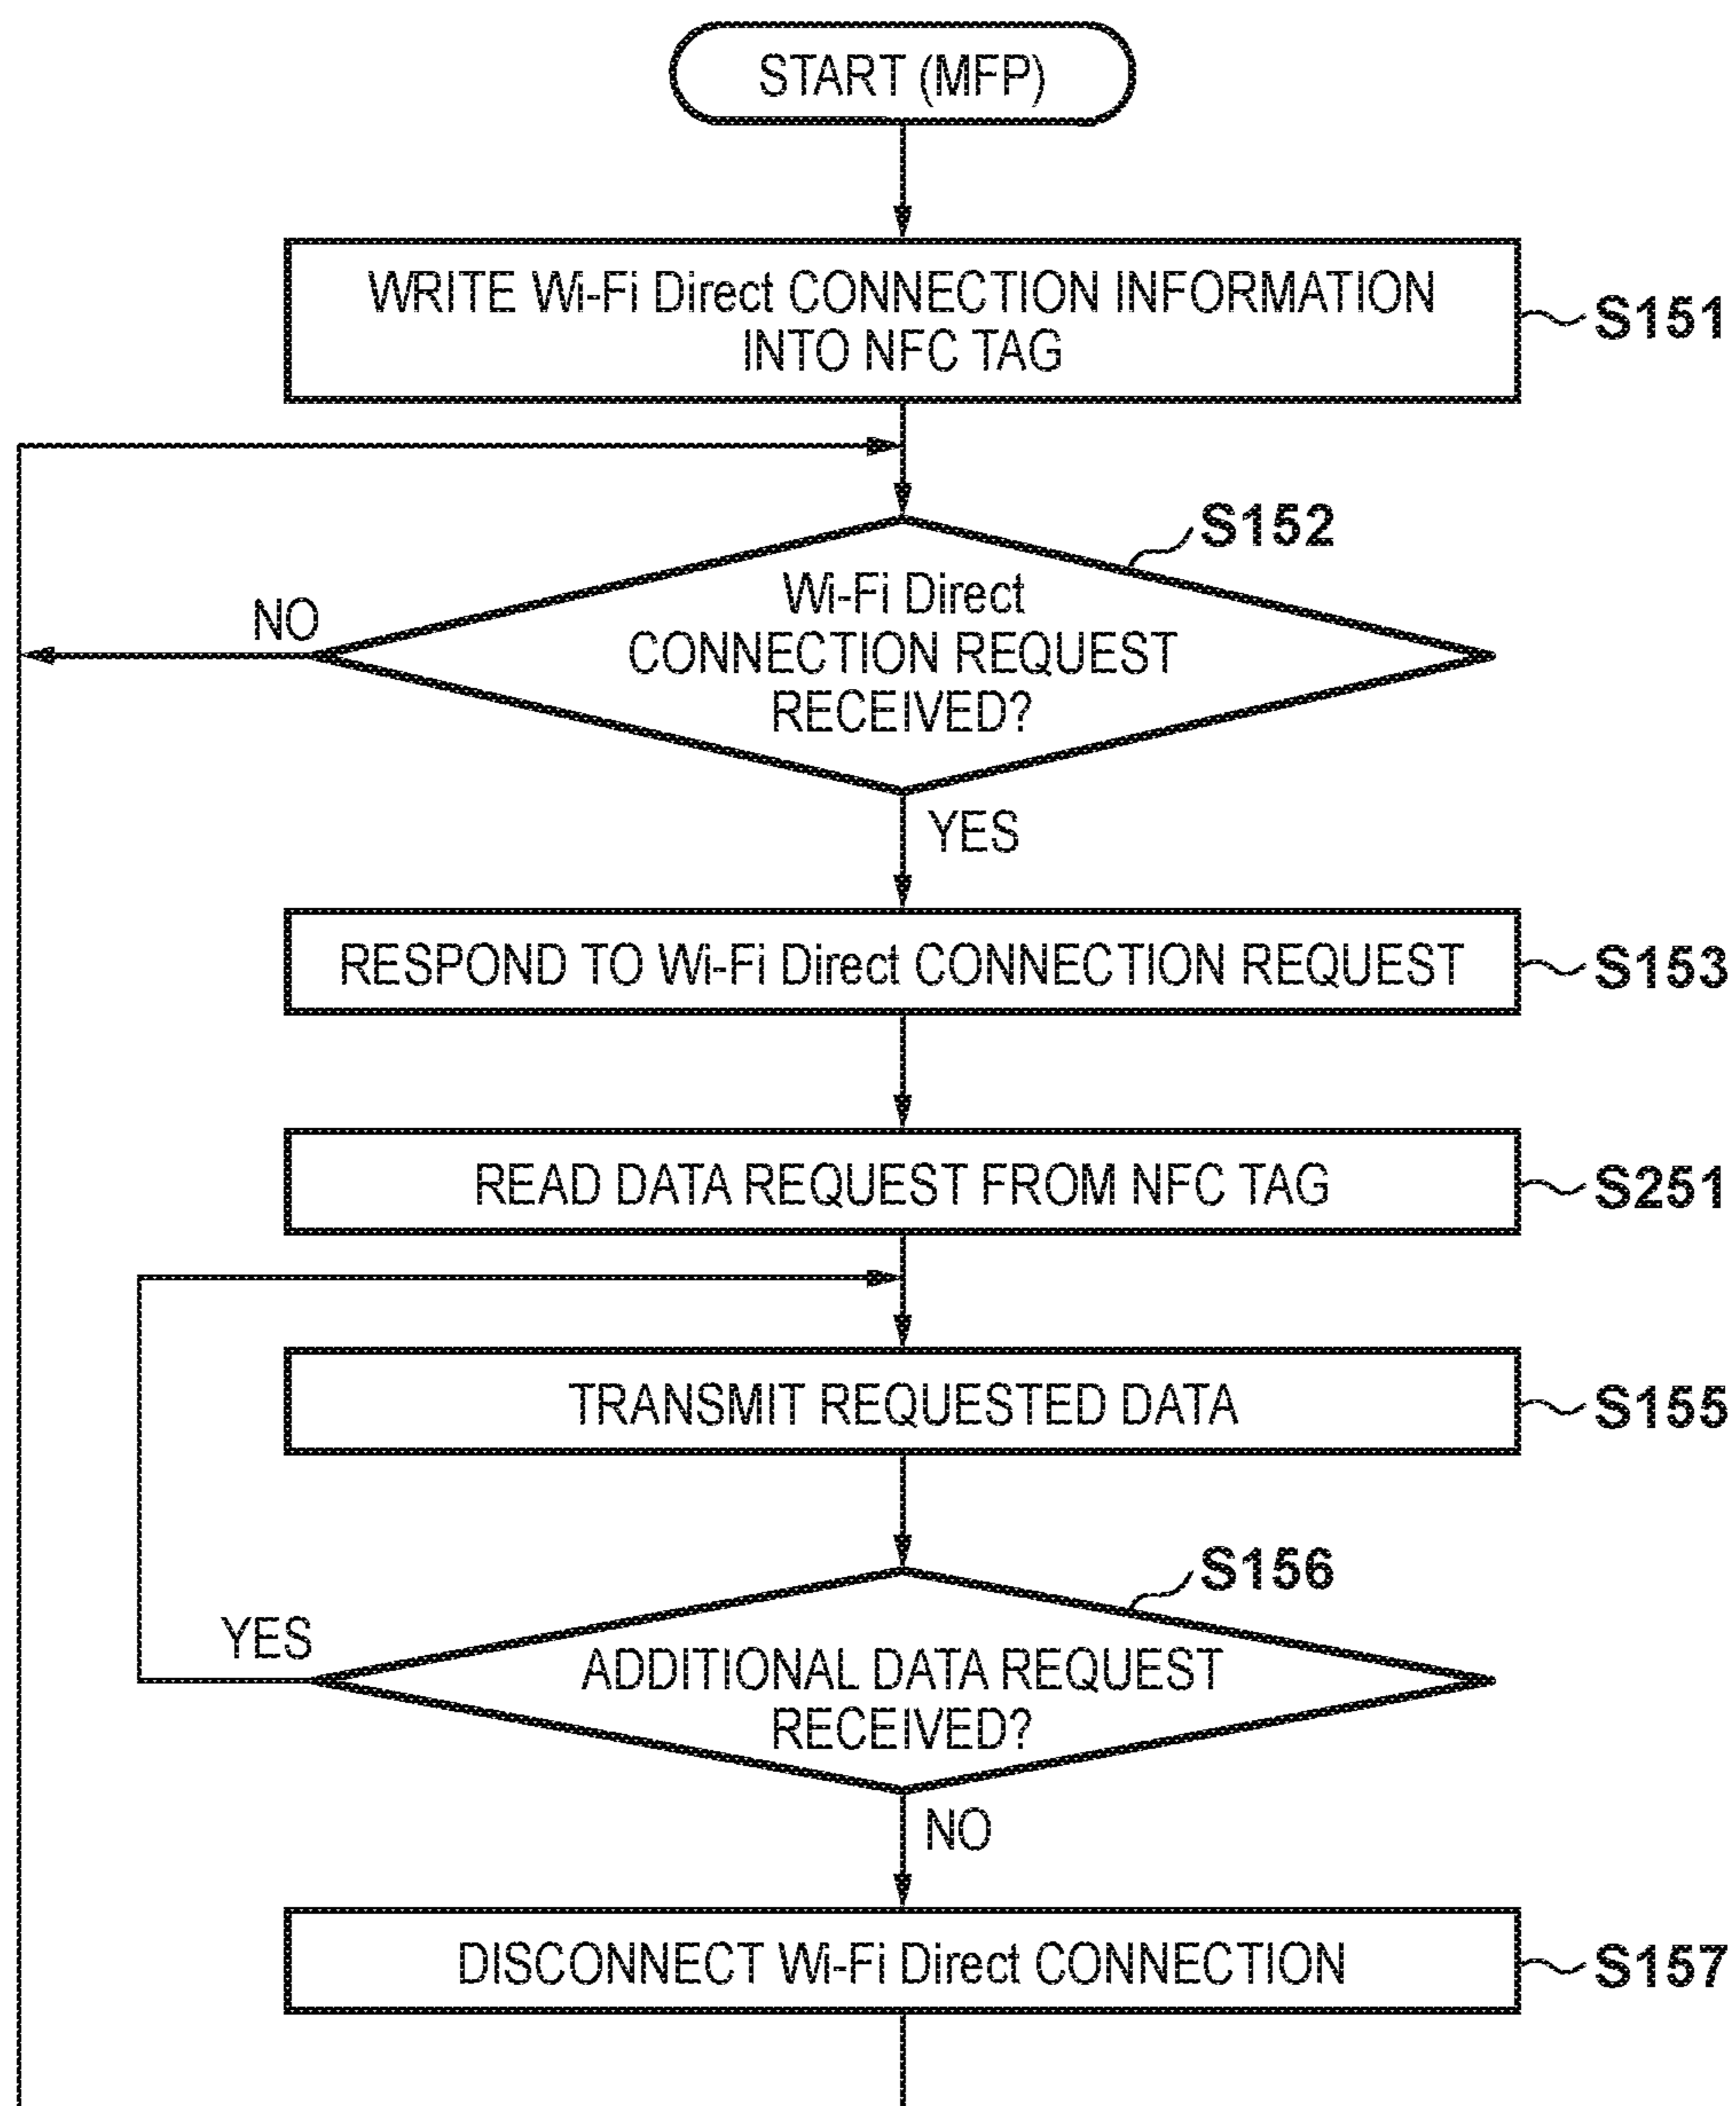 START (MFP)
WRITE Wi-Fi Direct CONNECTION INFORMATION
INTO NFC TAG
S151
S152
Wi-Fi Direct
CONNECTION REQUEST
RECEIVED?
NO
YES
RESPOND TO Wi-Fi Direct CONNECTION REQUEST
S153
READ DATA REQUEST FROM NFC TAG
S251
TRANSMIT REQUESTED DATA
S155
S156
YES
ADDITIONAL DATA REQUEST
RECEIVED?
NO
DISCONNECT Wi-Fi Direct CONNECTION
S157